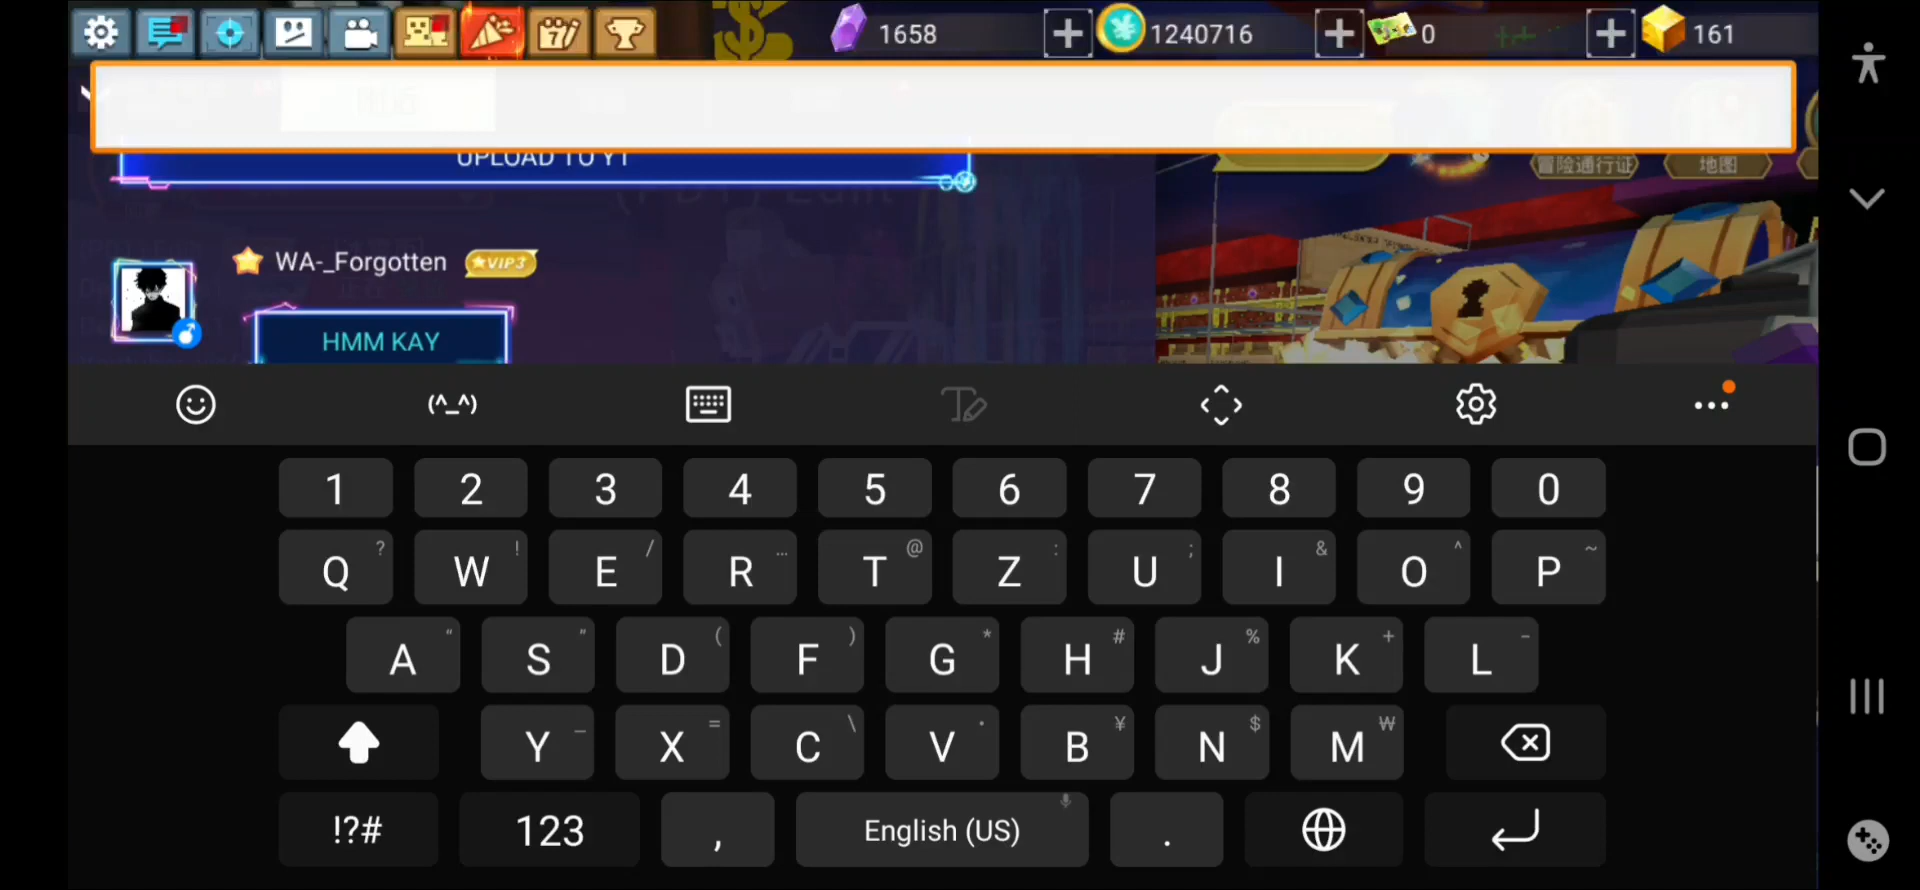 1658
1240716
0
161
UPLOAD TO YT
冒险通行证
地图
WA-_Forgotten
VIP3
HMM KAY
(^_^)
1 2 3 4 5 6 7 8 9 0
Q ? W ! E / R … T @ Z : U ; I & O ^ P ~
A " S " D ( F ) G * H # J % K + L -
Y _ X = C \ V · B ¥ N $ M ₩
!?# 123 , English (US) .